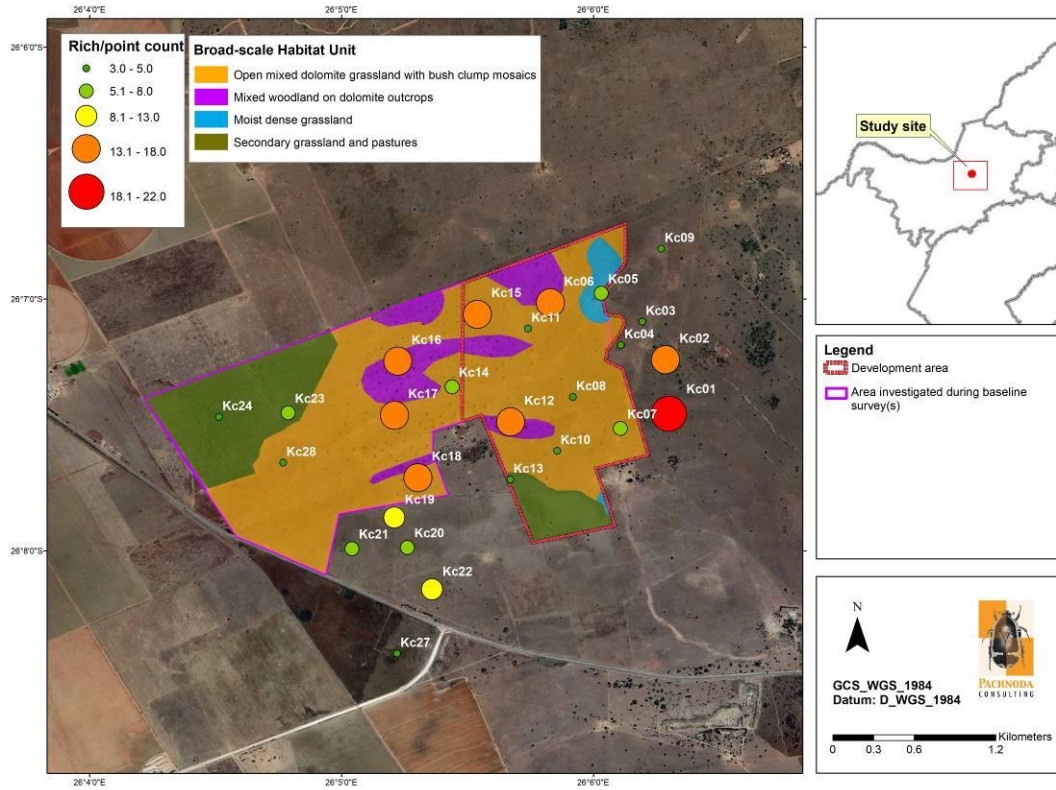 26°4'0"E
26°5'0"E
26°6'0"E
26°6'0"S
26°7'0"S
26°8'0"S
Rich/point count
3.0 - 5.0
5.1 - 8.0
8.1 - 13.0
13.1 - 18.0
18.1 - 22.0
Broad-scale Habitat Unit
Open mixed dolomite grassland with bush clump mosaics
Mixed woodland on dolomite outcrops
Moist dense grassland
Secondary grassland and pastures
Kc09
Kc05
Kc06
Kc15
Kc03
Kc11
Kc04
Kc02
Kc16
Kc14
Kc08
Kc01
Kc17
Kc23
Kc24
Kc12
Kc07
Kc10
Kc28
Kc18
Kc13
Kc19
Kc21
Kc20
Kc22
Kc27
26°4'0"E
26°5'0"E
26°6'0"E
Study site
Legend
Development area
Area investigated during baseline
survey(s)
N
GCS_WGS_1984
Datum: D_WGS_1984
PACHNODA
CONSULTING
Kilometers
0 0.3 0.6 1.2